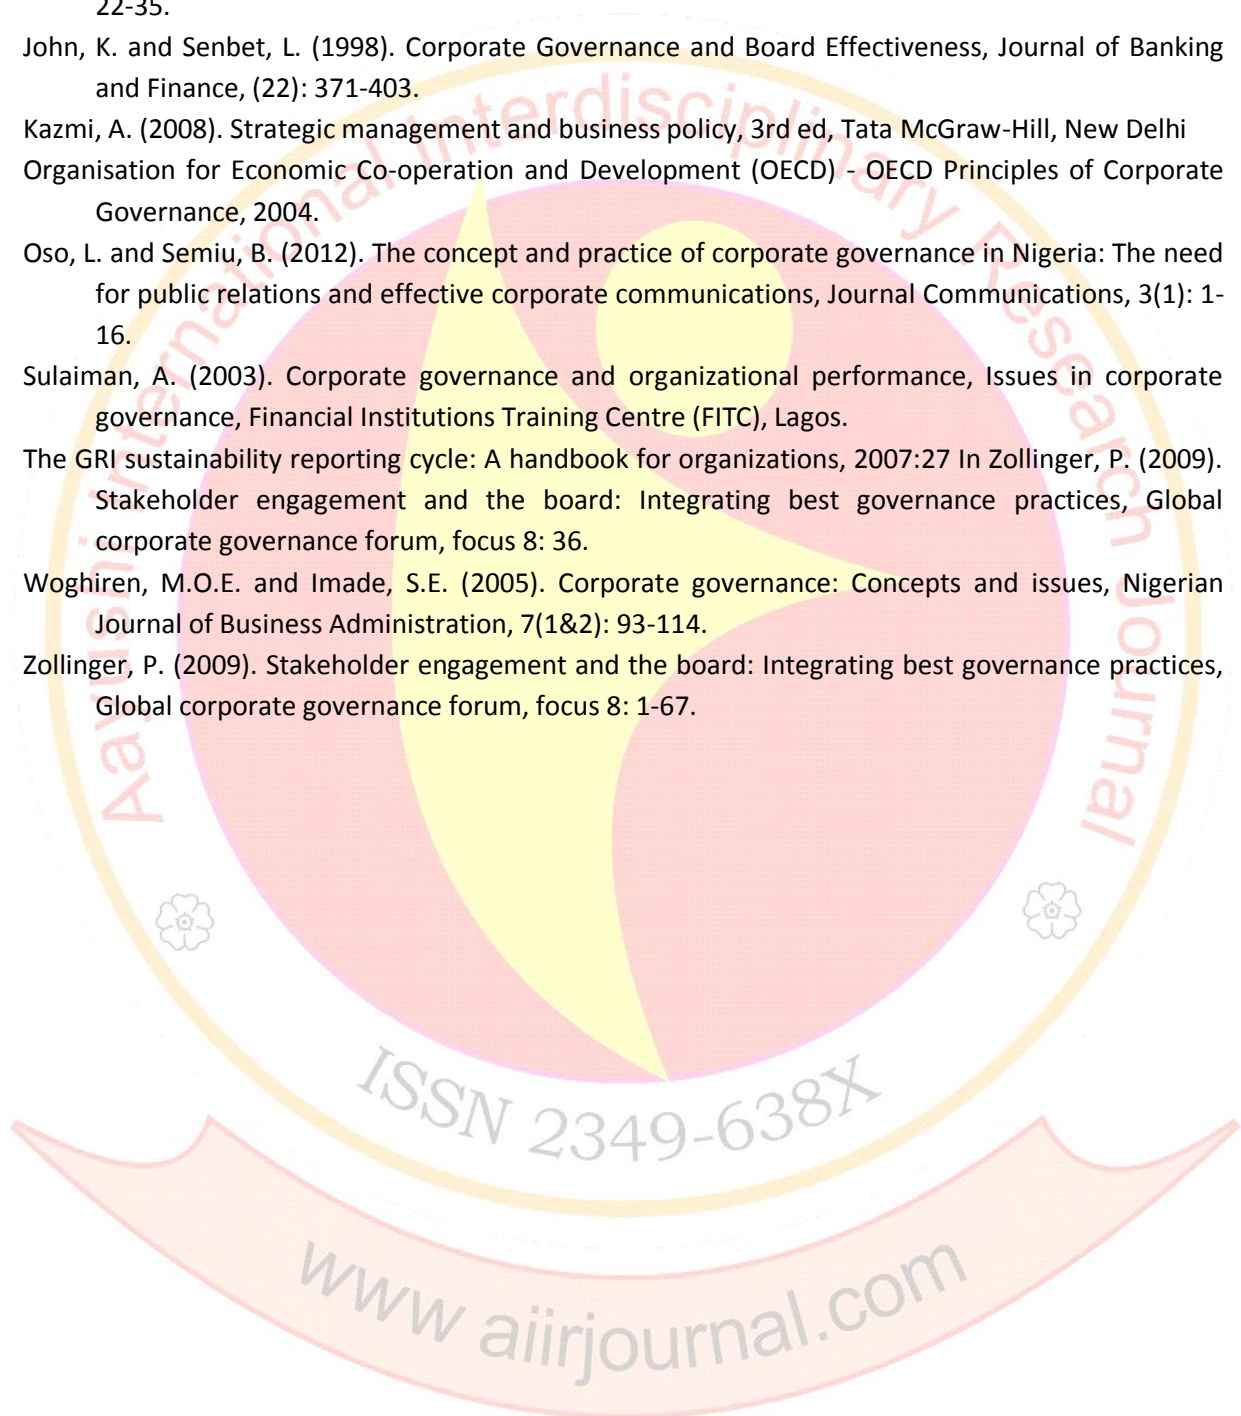 22-35.
John, K. and Senbet, L. (1998). Corporate Governance and Board Effectiveness, Journal of Banking
and Finance, (22): 371-403.
Kazmi, A. (2008). Strategic management and business policy, 3rd ed, Tata McGraw-Hill, New Delhi
Organisation for Economic Co-operation and Development (OECD) - OECD Principles of Corporate
Governance, 2004.
Oso, L. and Semiu, B. (2012). The concept and practice of corporate governance in Nigeria: The need
for public relations and effective corporate communications, Journal Communications, 3(1): 1-
16.
Sulaiman, A. (2003). Corporate governance and organizational performance, Issues in corporate
governance, Financial Institutions Training Centre (FITC), Lagos.
The GRI sustainability reporting cycle: A handbook for organizations, 2007:27 In Zollinger, P. (2009).
Stakeholder engagement and the board: Integrating best governance practices, Global
corporate governance forum, focus 8: 36.
Woghiren, M.O.E. and Imade, S.E. (2005). Corporate governance: Concepts and issues, Nigerian
Journal of Business Administration, 7(1&2): 93-114.
Zollinger, P. (2009). Stakeholder engagement and the board: Integrating best governance practices,
Global corporate governance forum, focus 8: 1-67.
Aayushi International Interdisciplinary Research Journal
ISSN 2349-638X
www aiirjournal.com